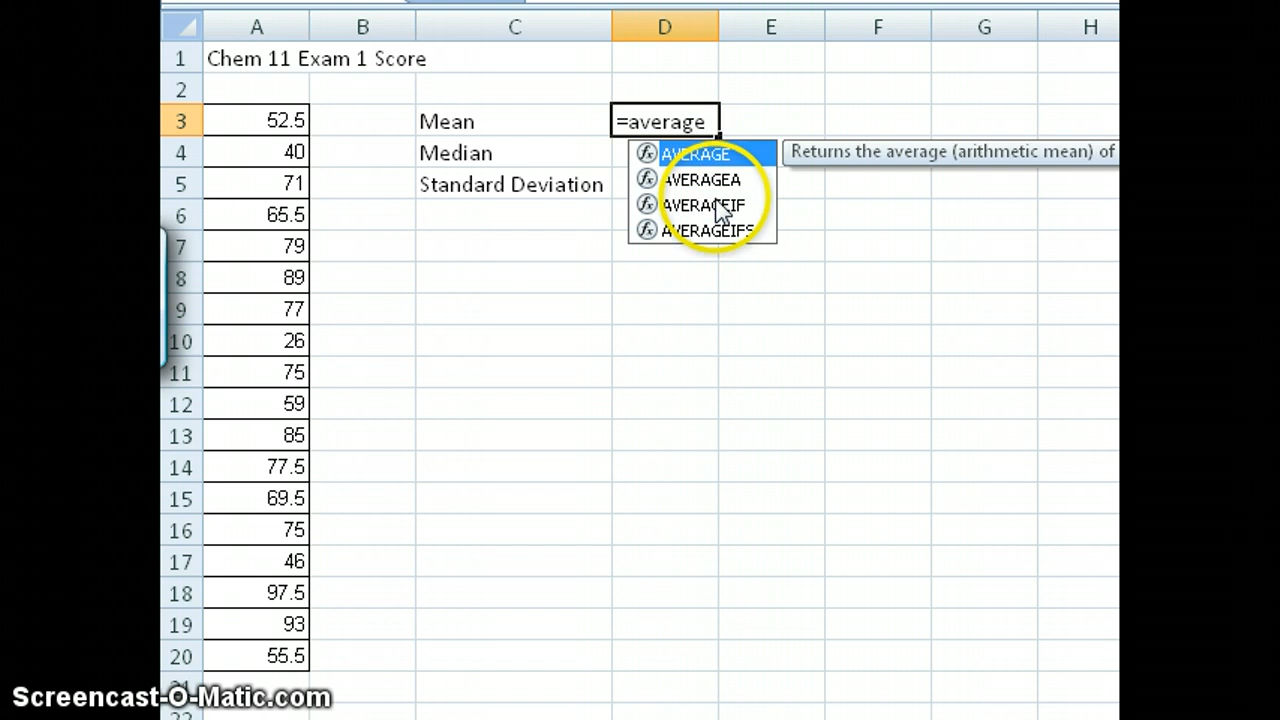 A B C D E F G H
1 Chem 11 Exam 1 Score
2
3 52.5 Mean =average
4 40 Median AVERAGE Returns the average (arithmetic mean) of
AVERAGEA
5 71 Standard Deviation
AVERAGEIF
6 65.5
AVERAGEIFS
7 79
8 89
9 77
10 26
11 75
12 59
13 85
14 77.5
15 69.5
16 75
17 46
18 97.5
19 93
20 55.5
Screencast-O-Matic.com